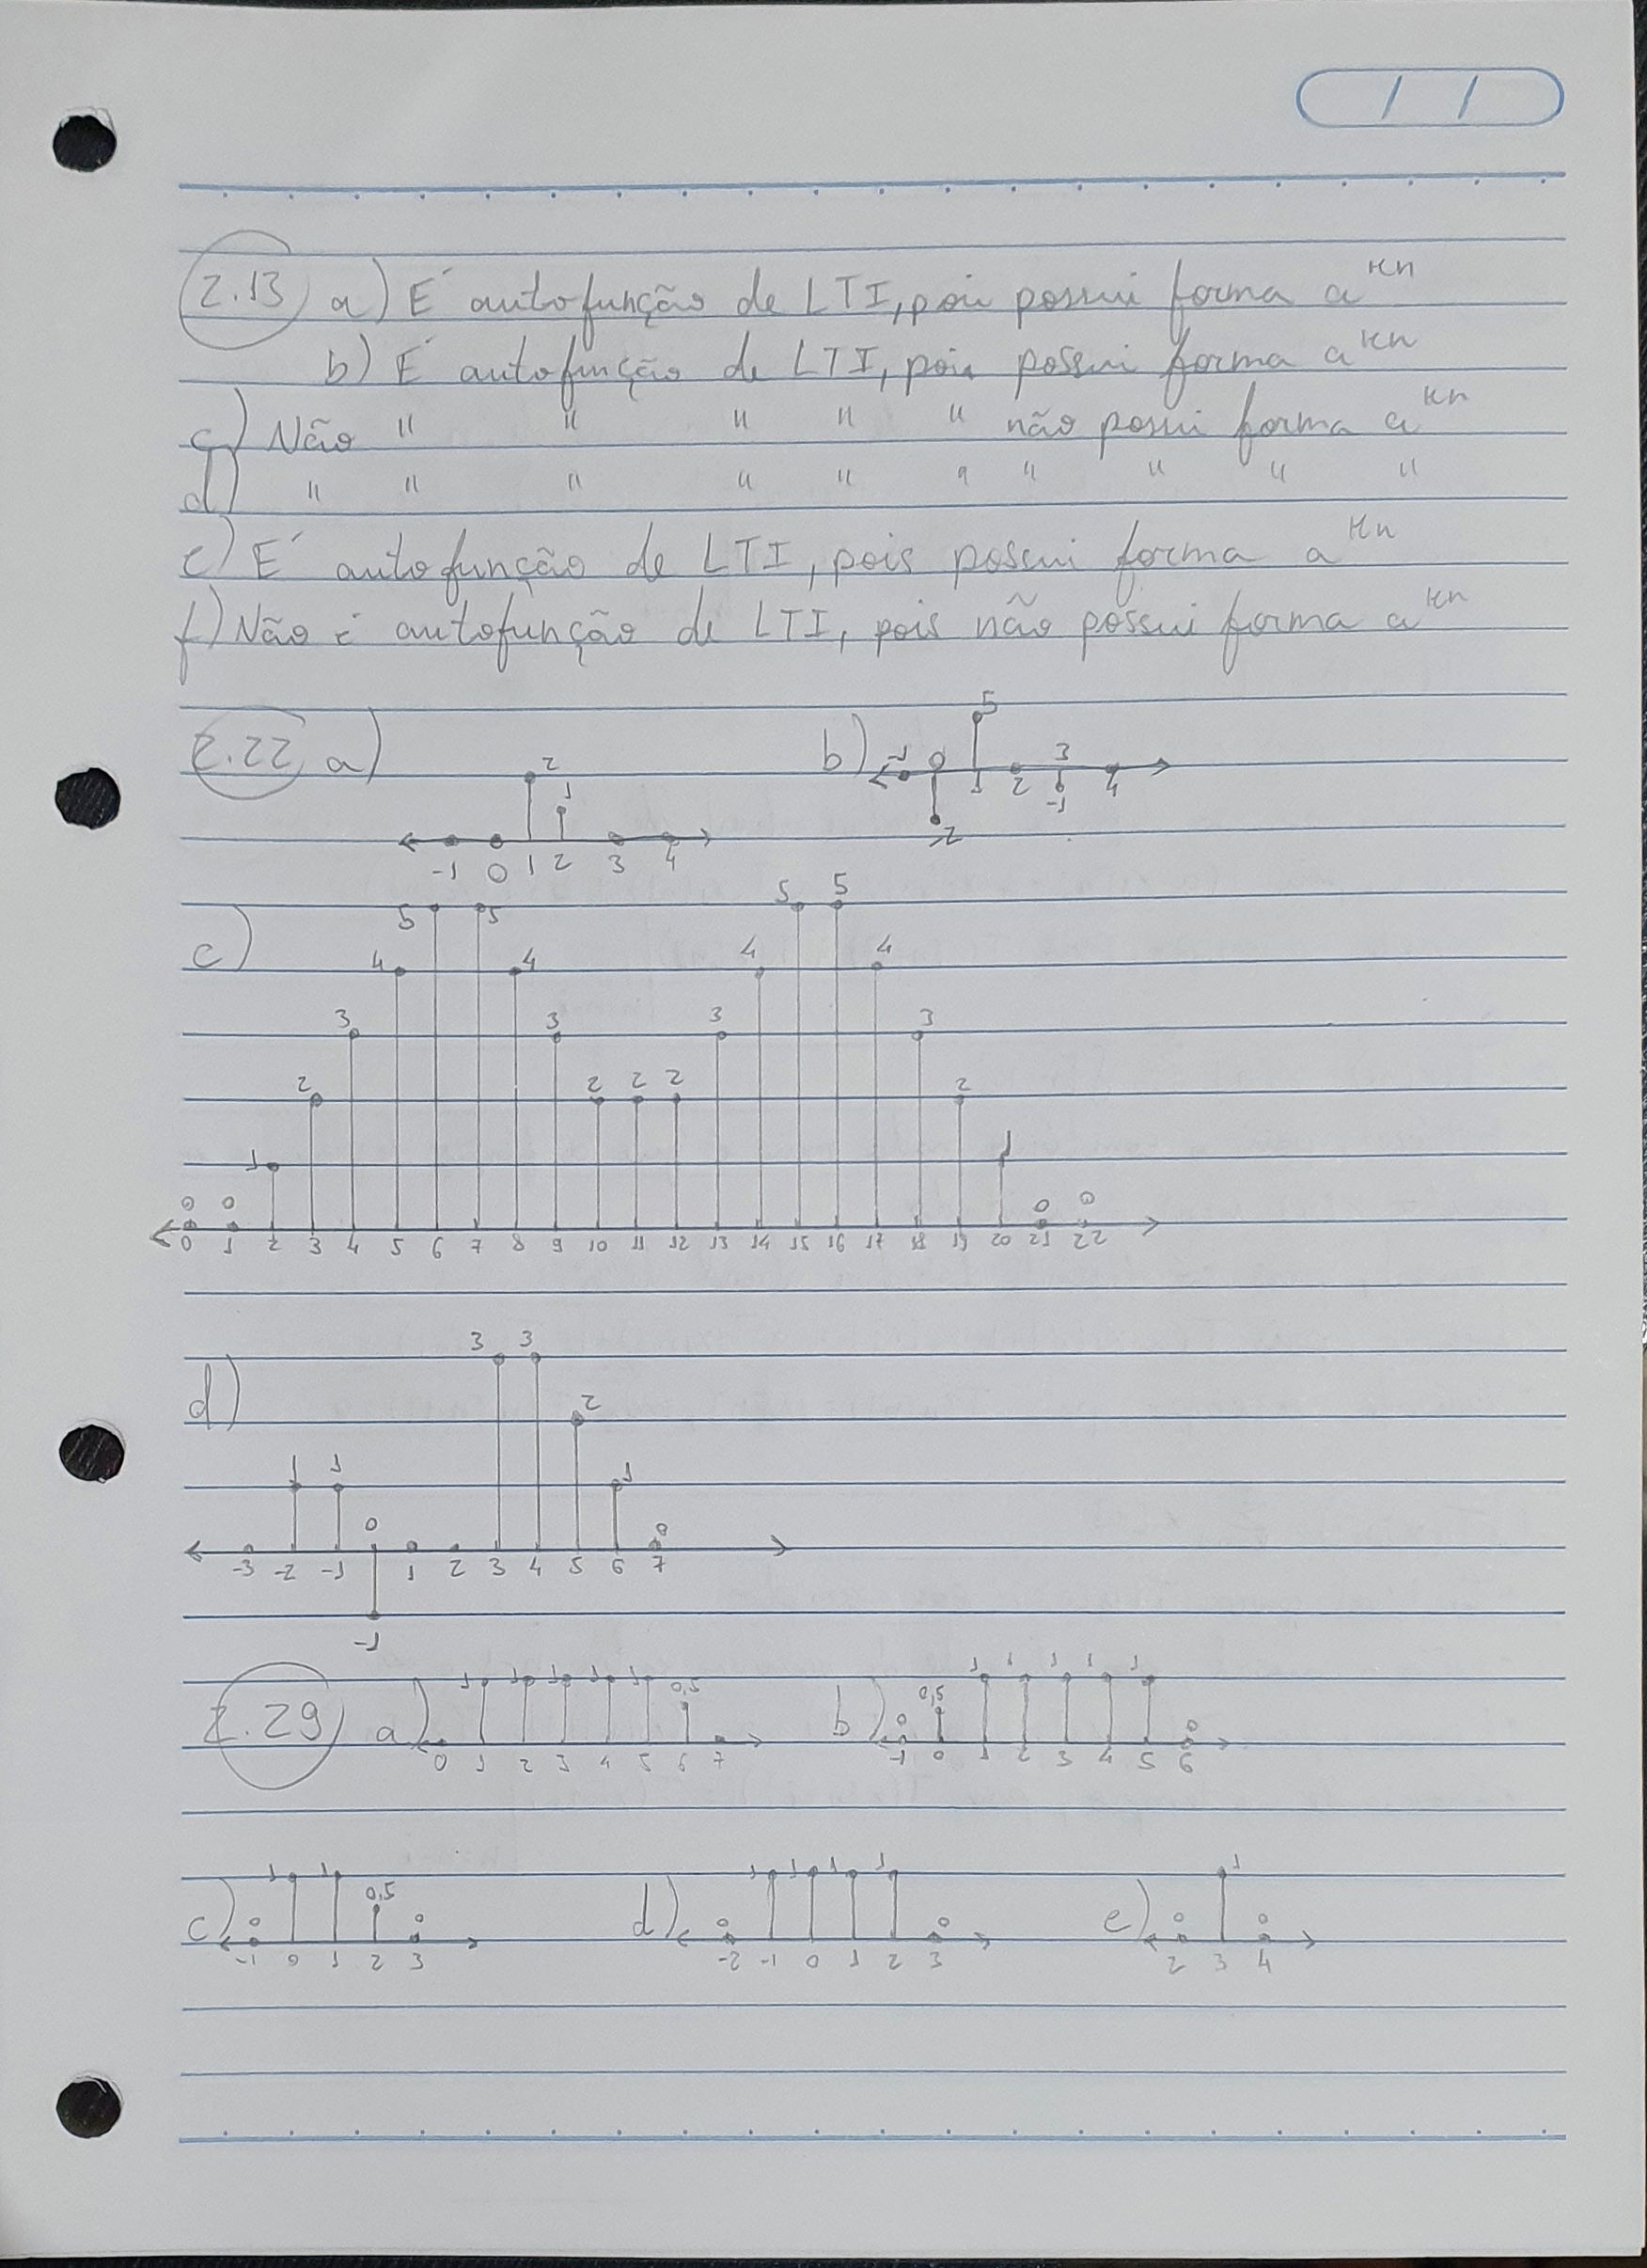 / /
2.13 a) É autofunção de LTI, pois possui forma a^kn
b) É autofunção de LTI, pois possui forma a^kn
c) Não " " " " " não possui forma a^kn
d) " " " " " " " " "
e) É autofunção de LTI, pois possui forma a^kn
f) Não é autofunção de LTI, pois não possui forma a^kn
2.22 a) 2 1
-1 0 1 2 3 4
b) 5
-1 0 1 2 3 4
-2 -1
c) 5 5 5 5
4 4 4 4
3 3 3 3
2 2 2 2 2
1 1
0 0 0 0
0 1 2 3 4 5 6 7 8 9 10 11 12 13 14 15 16 17 18 19 20 21 22
d) 3 3
2
1 1 1
0 0
-3 -2 -1 1 2 3 4 5 6 7
-1
2.29 a) 1 1 1 1 1 0,5
0 1 2 3 4 5 6 7
b) 0 0,5 1 1 1 1 1 0
-1 0 1 2 3 4 5 6
c) 0 1 1 0,5 0
-1 0 1 2 3
d) 0 1 1 1 1 0
-2 -1 0 1 2 3
e) 0 1 0
2 3 4